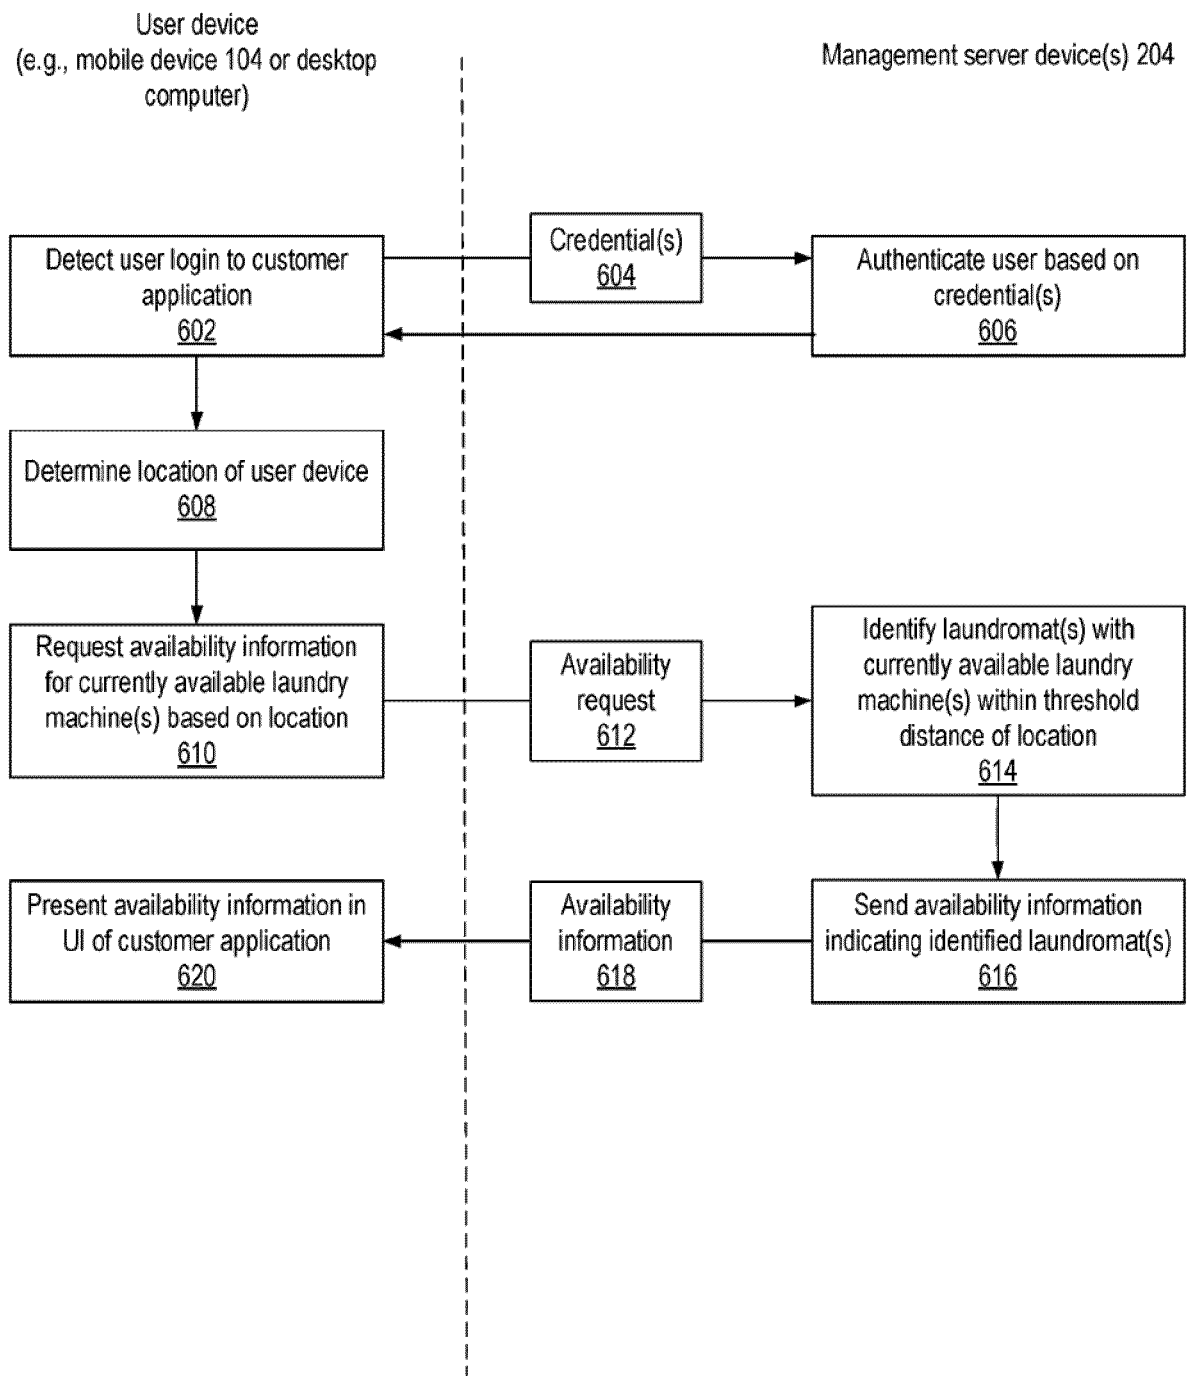 User device
(e.g., mobile device 104 or desktop
computer)
Management server device(s) 204
Detect user login to customer
application
602
Credential(s)
604
Authenticate user based on
credential(s)
606
Determine location of user device
608
Request availability information
for currently available laundry
machine(s) based on location
610
Availability
request
612
Identify laundromat(s) with
currently available laundry
machine(s) within threshold
distance of location
614
Present availability information in
UI of customer application
620
Availability
information
618
Send availability information
indicating identified laundromat(s)
616